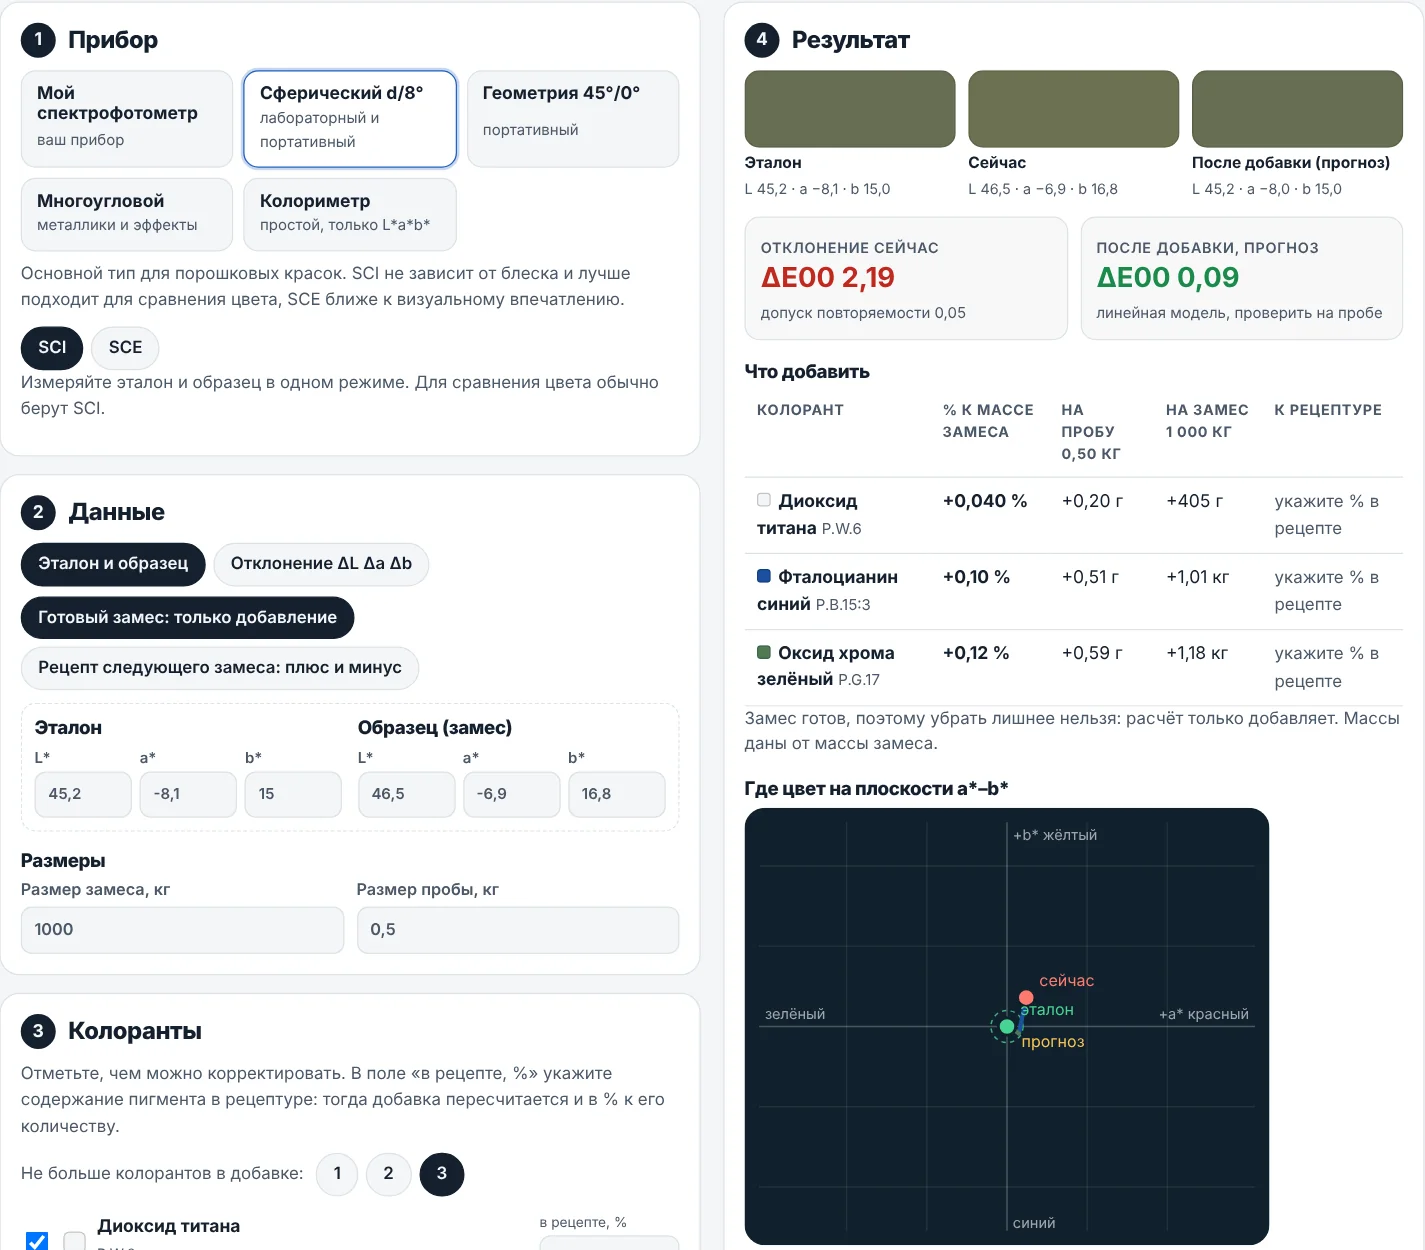 1 Прибор
Мой
спектрофотометр
ваш прибор
Сферический d/8°
лабораторный и
портативный
Геометрия 45°/0°
портативный
Многоугловой
металлики и эффекты
Колориметр
простой, только L*a*b*
Основной тип для порошковых красок. SCI не зависит от блеска и лучше
подходит для сравнения цвета, SCE ближе к визуальному впечатлению.
SCI SCE
Измеряйте эталон и образец в одном режиме. Для сравнения цвета обычно
берут SCI.
2 Данные
Эталон и образец Отклонение ΔL Δa Δb
Готовый замес: только добавление
Рецепт следующего замеса: плюс и минус
Эталон Образец (замес)
L* a* b* L* a* b*
45,2 -8,1 15 46,5 -6,9 16,8
Размеры
Размер замеса, кг Размер пробы, кг
1000 0,5
3 Колоранты
Отметьте, чем можно корректировать. В поле «в рецепте, %» укажите
содержание пигмента в рецептуре: тогда добавка пересчитается и в % к его
количеству.
Не больше колорантов в добавке: 1 2 3
Диоксид титана
в рецепте, %
4 Результат
Эталон Сейчас После добавки (прогноз)
L 45,2 · a −8,1 · b 15,0 L 46,5 · a −6,9 · b 16,8 L 45,2 · a −8,0 · b 15,0
ОТКЛОНЕНИЕ СЕЙЧАС
ΔE00 2,19
допуск повторяемости 0,05
ПОСЛЕ ДОБАВКИ, ПРОГНОЗ
ΔE00 0,09
линейная модель, проверить на пробе
Что добавить
КОЛОРАНТ % К МАССЕ НА НА ЗАМЕС К РЕЦЕПТУРЕ
ЗАМЕСА ПРОБУ 1 000 КГ
0,50 КГ
Диоксид +0,040 % +0,20 г +405 г укажите % в
титана P.W.6 рецепте
Фталоцианин +0,10 % +0,51 г +1,01 кг укажите % в
синий P.B.15:3 рецепте
Оксид хрома +0,12 % +0,59 г +1,18 кг укажите % в
зелёный P.G.17 рецепте
Замес готов, поэтому убрать лишнее нельзя: расчёт только добавляет. Массы
даны от массы замеса.
Где цвет на плоскости a*–b*
+b* жёлтый
сейчас
эталон
зелёный +a* красный
прогноз
синий